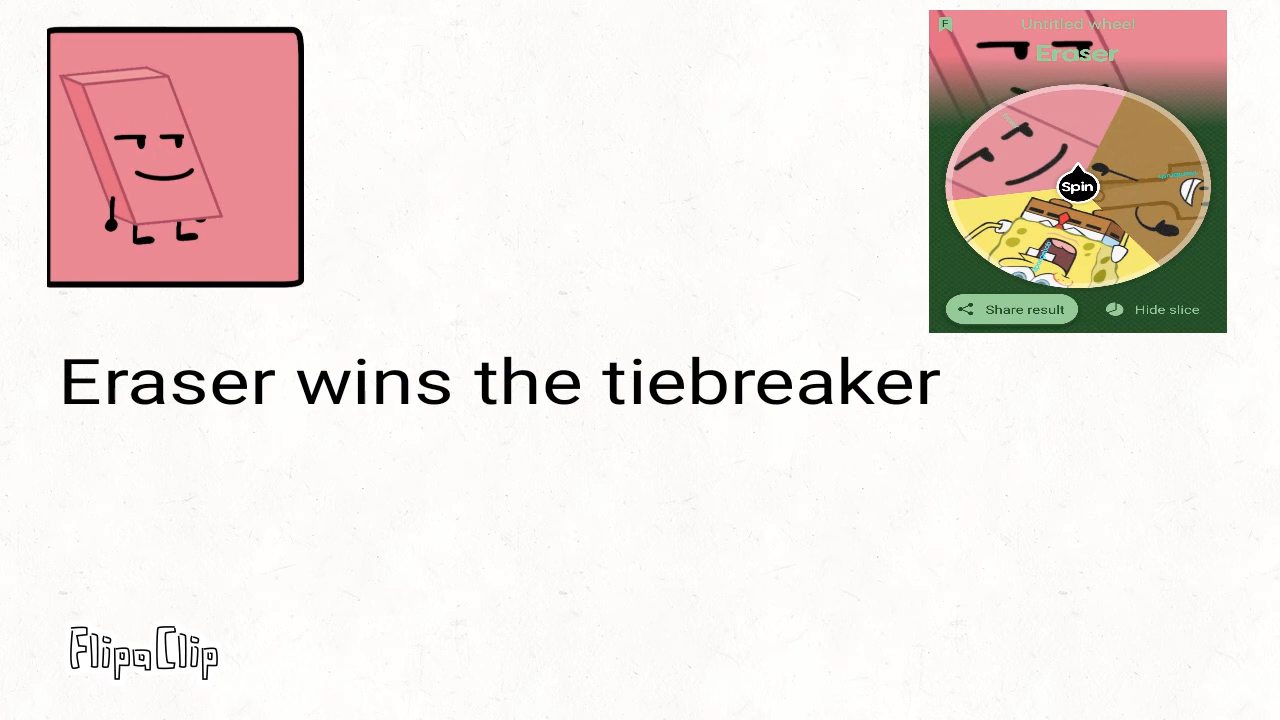 F
Untitled wheel
Eraser
Spin
Share result
Hide slice
Eraser wins the tiebreaker
FlipaClip